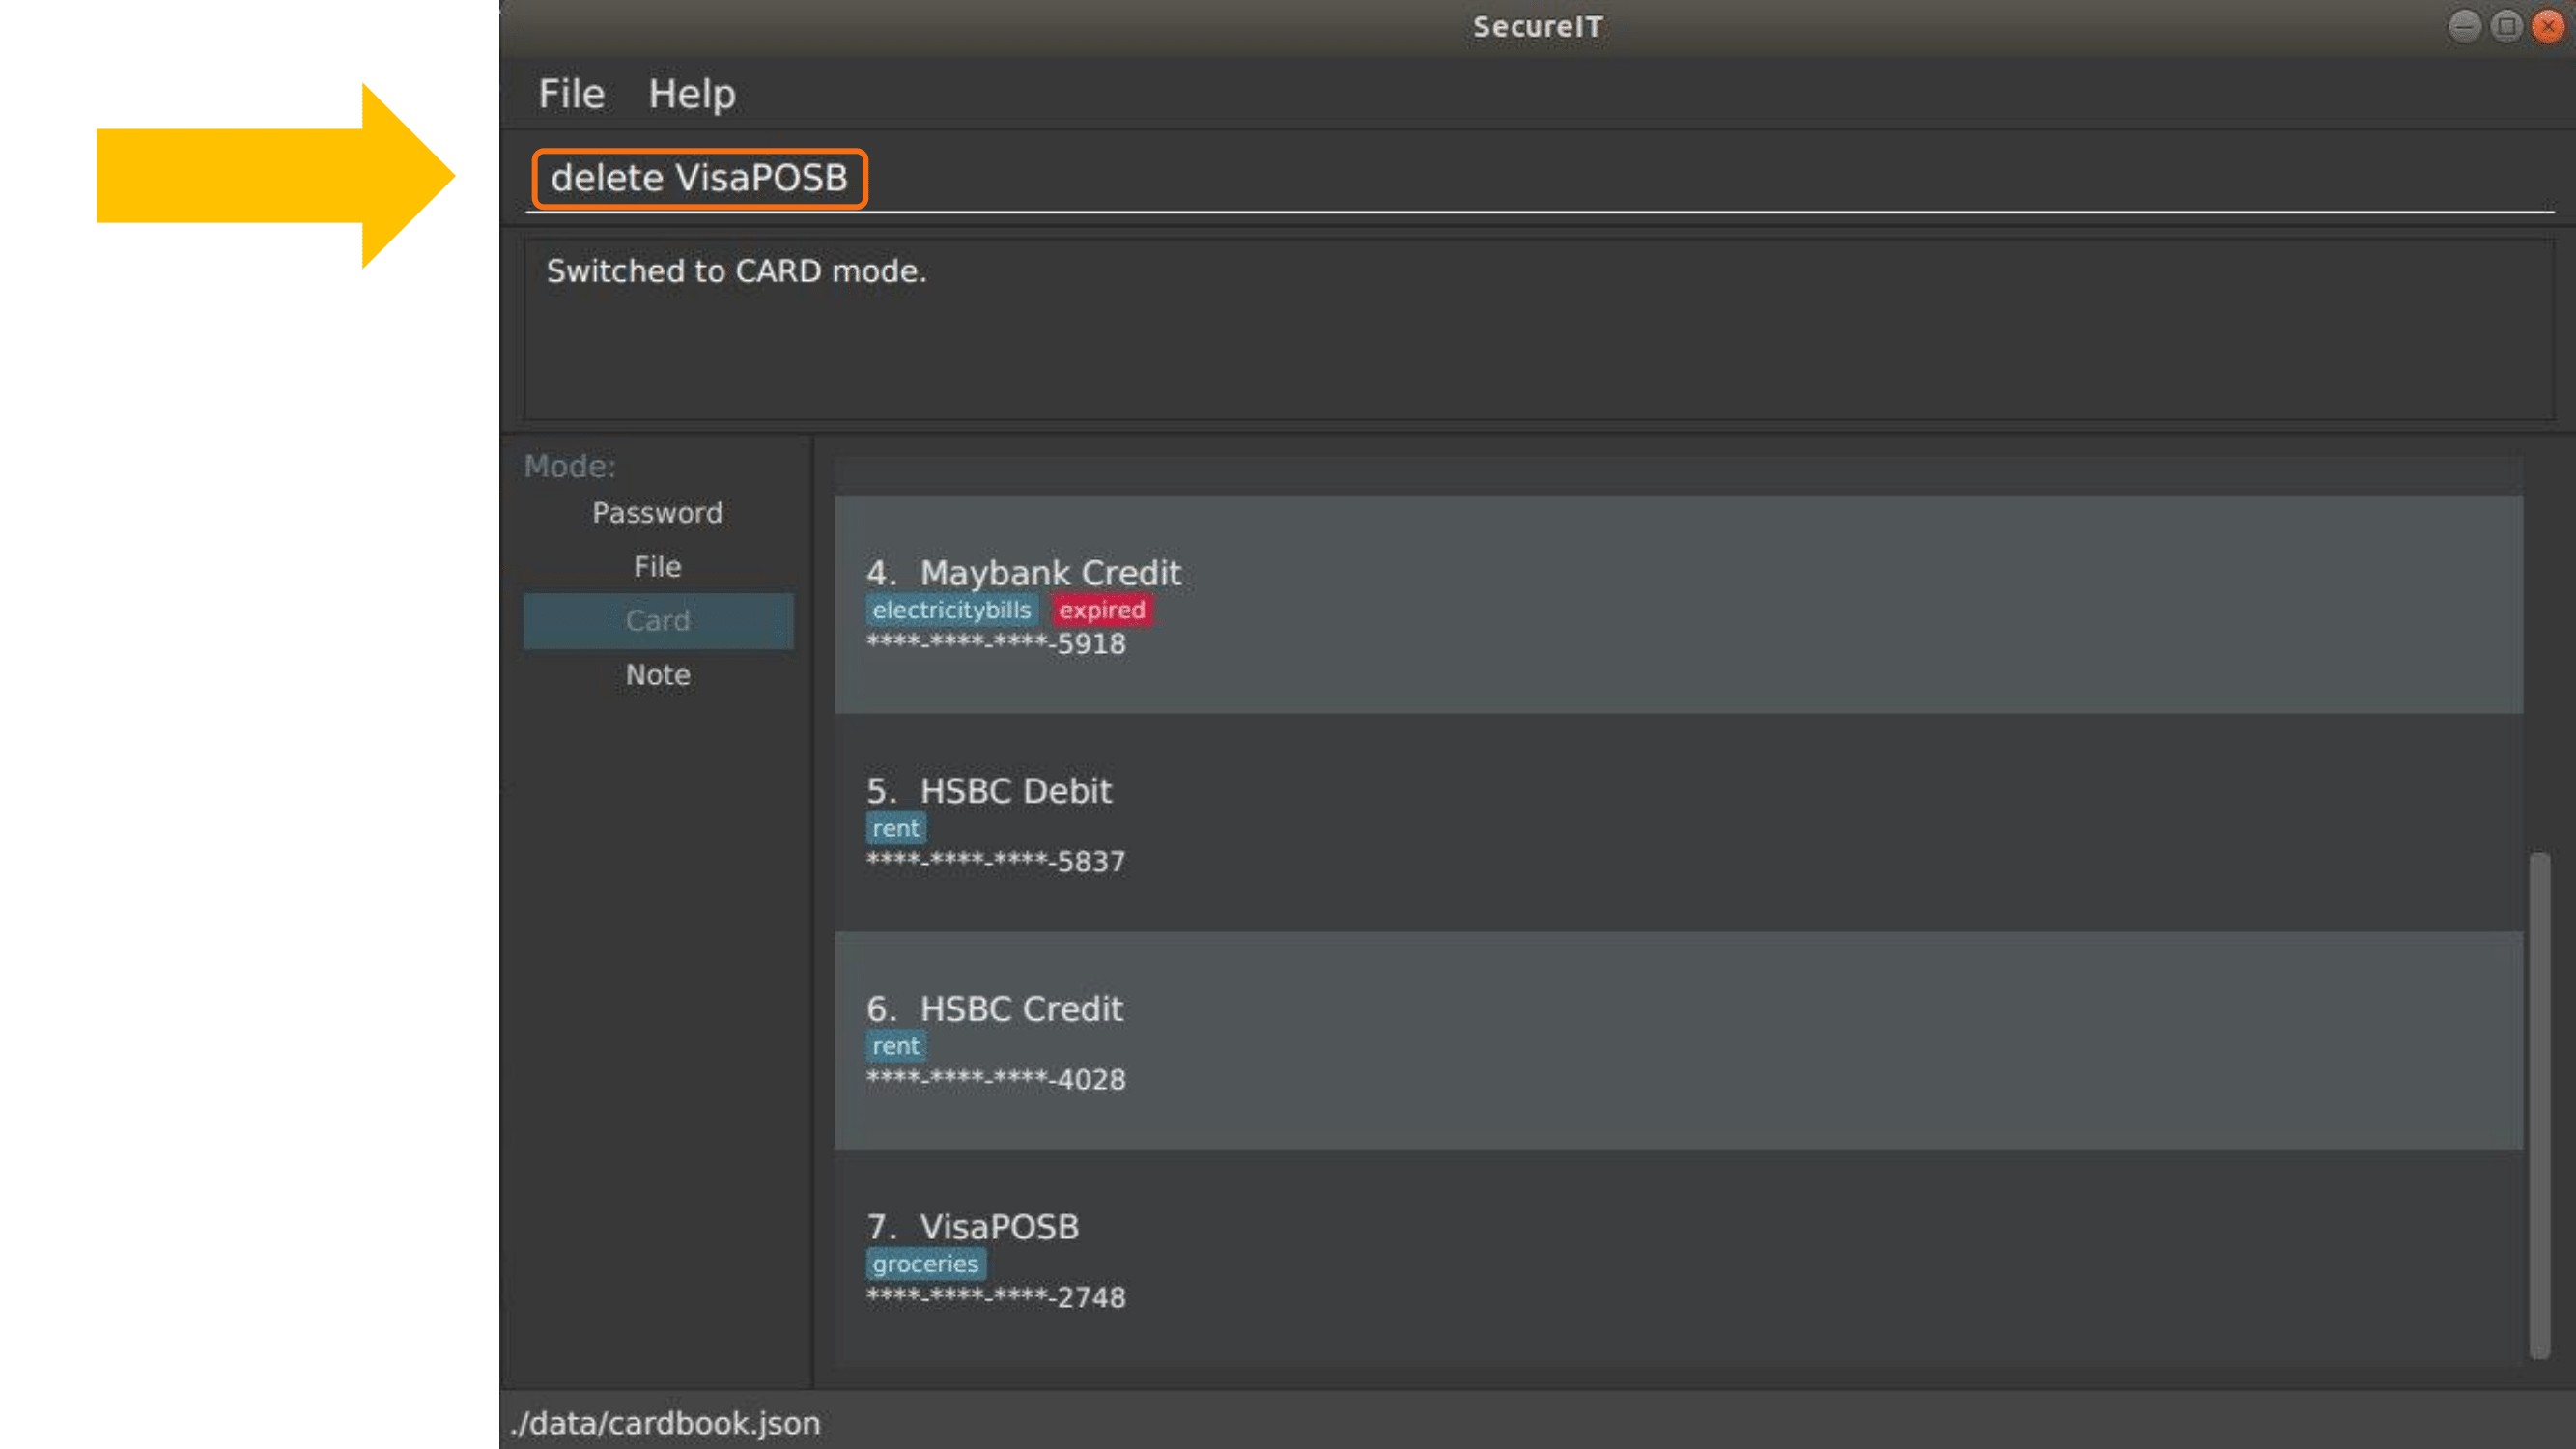 SecureIT
File Help
delete VisaPOSB
Switched to CARD mode.
Mode:
Password
File
Card
Note
4. Maybank Credit
electricitybills expired
****-****-****-5918
5. HSBC Debit
rent
****-****-****-5837
6. HSBC Credit
rent
****-****-****-4028
7. VisaPOSB
groceries
****-****-****-2748
./data/cardbook.json